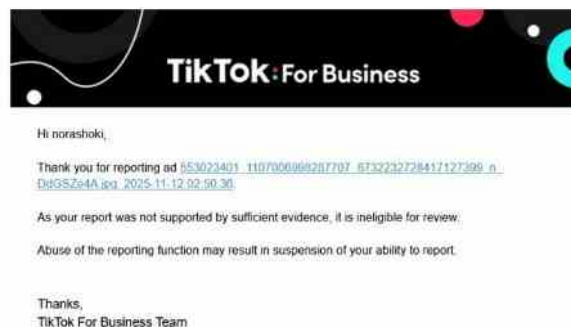 TikTok: For Business
Hi norashoki,
Thank you for reporting ad 553023401_1107006998287707_6732232728417127399_n_
DdGSZe4A.jpg_2025-11-12 02:50:36.
As your report was not supported by sufficient evidence, it is ineligible for review.
Abuse of the reporting function may result in suspension of your ability to report.
Thanks,
TikTok For Business Team